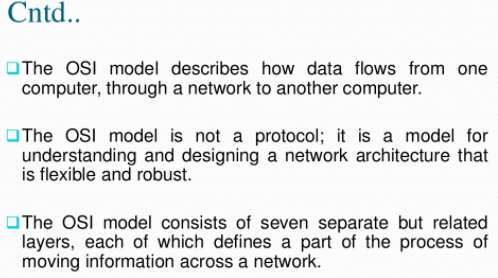 Cntd..
The OSI model describes how data flows from one
computer, through a network to another computer.
The OSI model is not a protocol; it is a model for
understanding and designing a network architecture that
is flexible and robust.
The OSI model consists of seven separate but related
layers, each of which defines a part of the process of
moving information across a network.